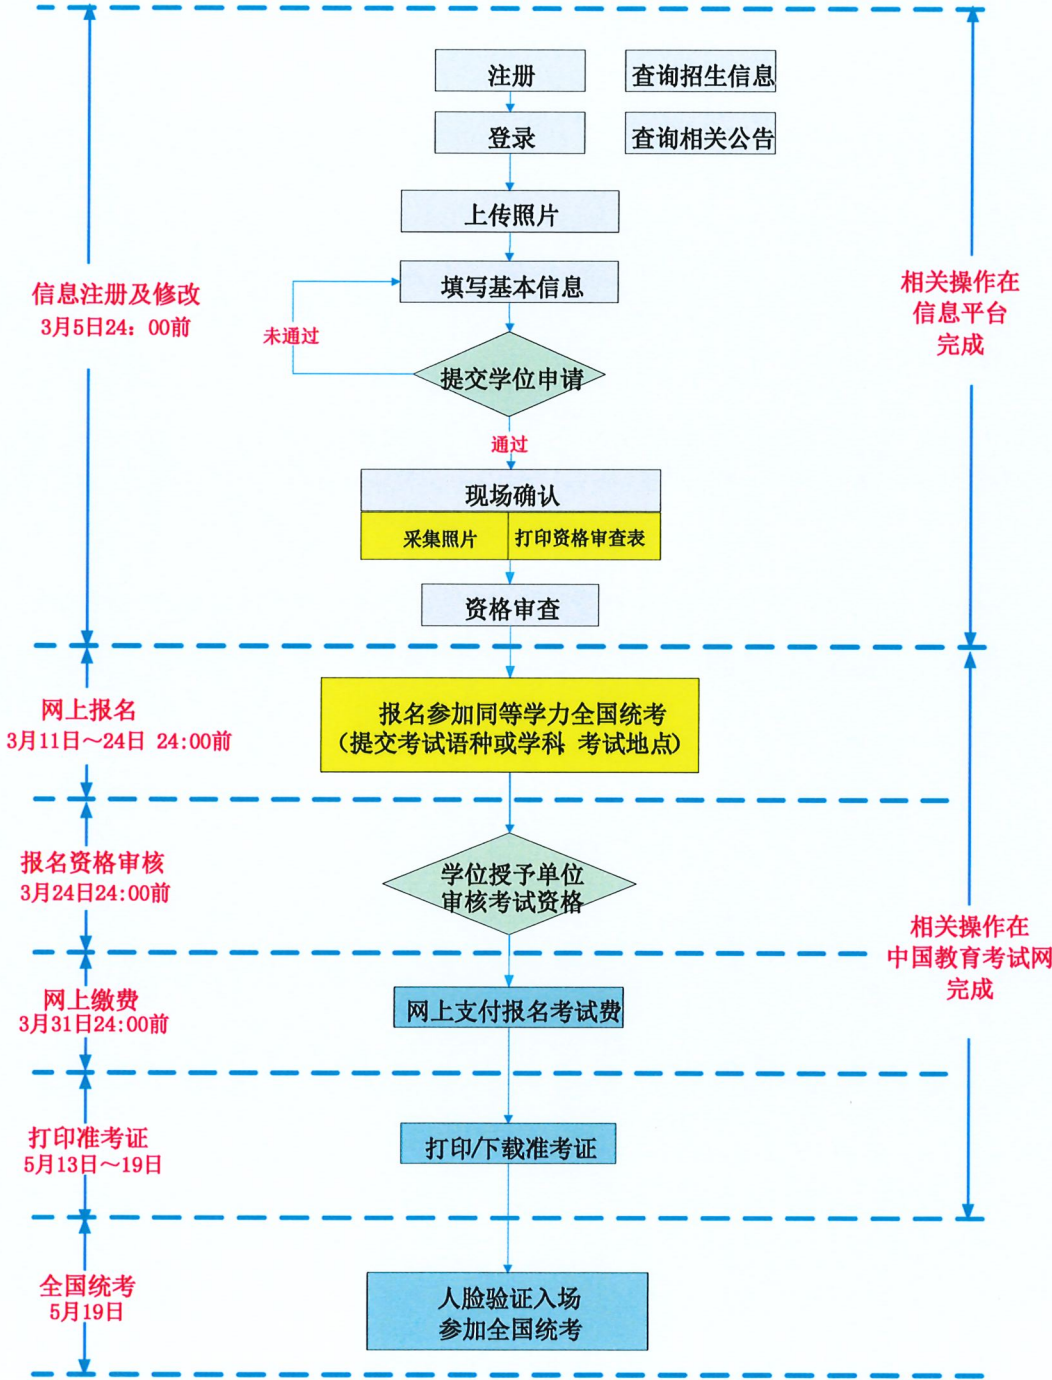 注册
查询招生信息
登录
查询相关公告
上传照片
填写基本信息
信息注册及修改
3月5日24：00前
相关操作在
信息平台
完成
未通过
提交学位申请
通过
现场确认
采集照片
打印资格审查表
资格审查
网上报名
3月11日～24日 24:00前
报名参加同等学力全国统考
（提交考试语种或学科 考试地点）
报名资格审核
3月24日24:00前
学位授予单位
审核考试资格
相关操作在
中国教育考试网
完成
网上缴费
3月31日24:00前
网上支付报名考试费
打印准考证
5月13日～19日
打印/下载准考证
全国统考
5月19日
人脸验证入场
参加全国统考